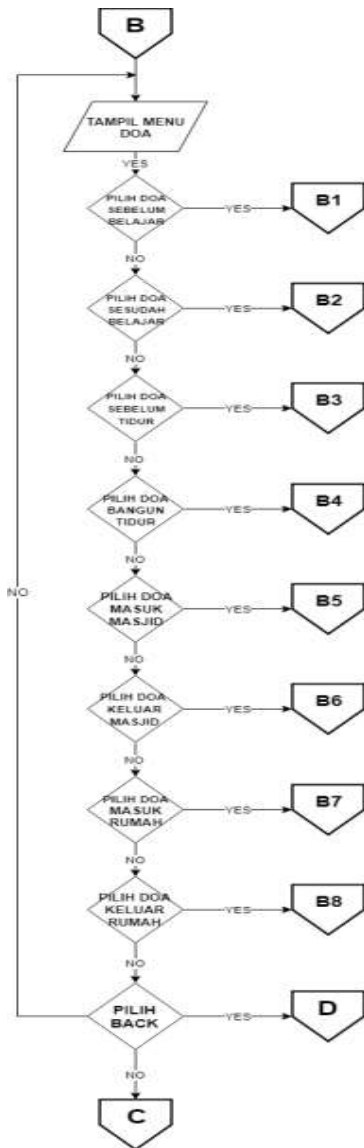 B
TAMPIL MENU
DOA
YES
PILIH DOA
SEBELUM
BELAJAR
YES
B1
NO
PILIH DOA
SESUDAH
BELAJAR
YES
B2
NO
PILIH DOA
SEBELUM
TIDUR
YES
B3
NO
PILIH DOA
BANGUN
TIDUR
YES
B4
NO
NO
PILIH DOA
MASUK
MASJID
YES
B5
NO
PILIH DOA
KELUAR
MASJID
YES
B6
NO
PILIH DOA
MASUK
RUMAH
YES
B7
NO
PILIH DOA
KELUAR
RUMAH
YES
B8
NO
PILIH
BACK
YES
D
NO
C